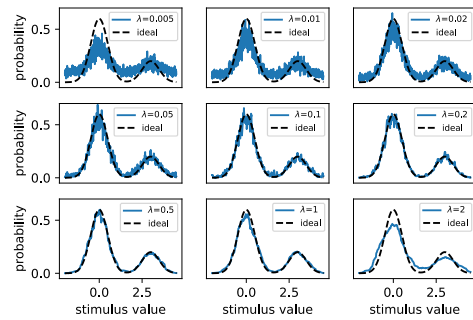 probability
0.5
0.0
λ=0.005
ideal
λ=0.01
ideal
λ=0.02
ideal
probability
0.5
0.0
λ=0.05
ideal
λ=0.1
ideal
λ=0.2
ideal
probability
0.5
0.0
λ=0.5
ideal
λ=1
ideal
λ=2
ideal
0.0 2.5 0.0 2.5 0.0 2.5
stimulus value stimulus value stimulus value